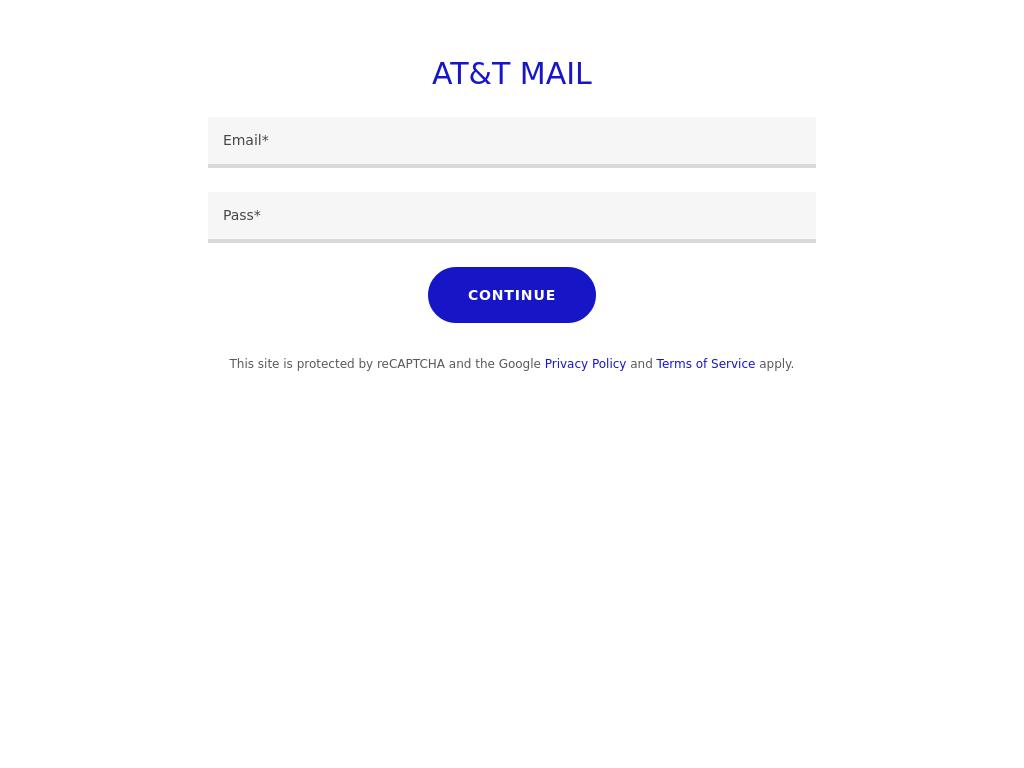 AT&T MAIL
Email*
Pass*
CONTINUE
This site is protected by reCAPTCHA and the Google Privacy Policy and Terms of Service apply.